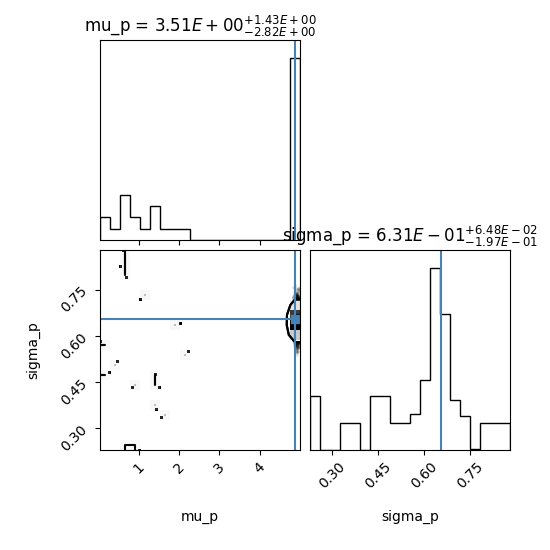 mu_p = 3.51E + 00+1.43E+00−2.82E+00
sigma_p = 6.31E − 01+6.48E−02−1.97E−01
sigma_p
0.75
0.60
0.45
0.30
1 2 3 4
0.30 0.45 0.60 0.75
mu_p sigma_p